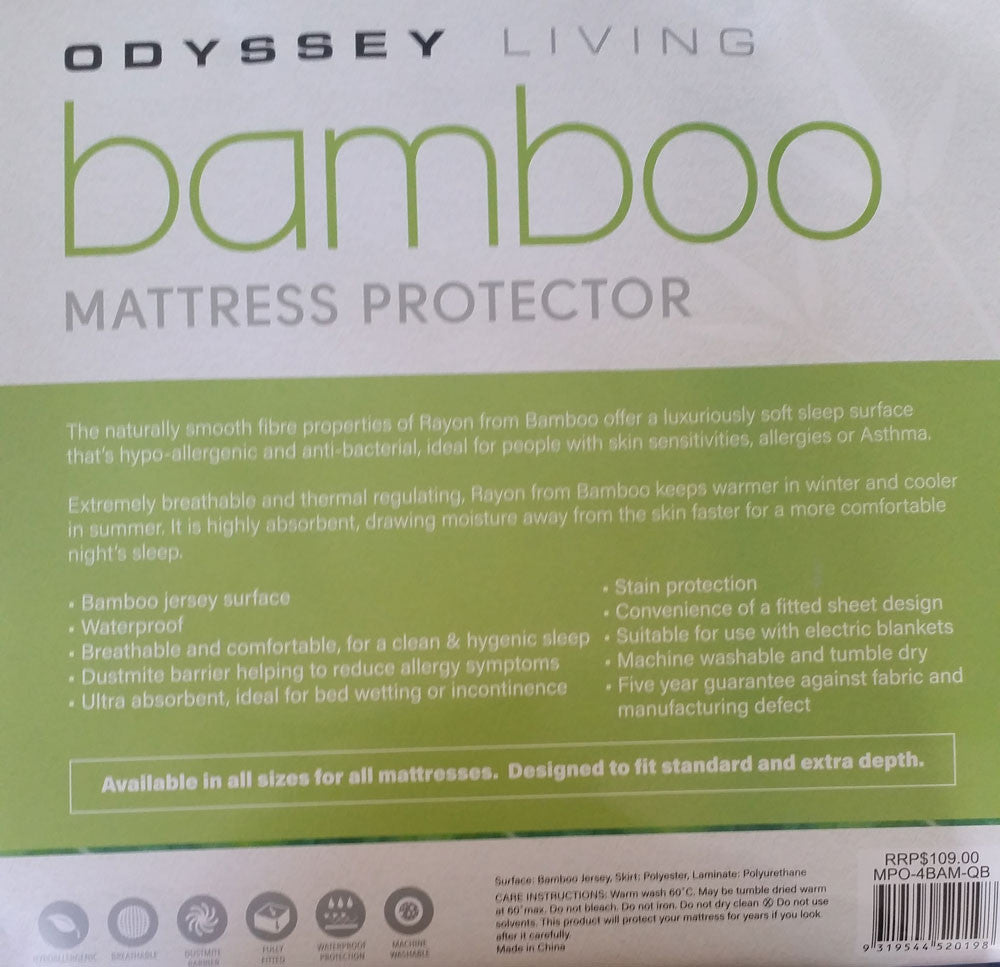 ODYSSEY LIVING
bamboo
MATTRESS PROTECTOR
The naturally smooth fibre properties of Rayon from Bamboo offer a luxuriously soft sleep surface
that's hypo-allergenic and anti-bacterial, ideal for people with skin sensitivities, allergies or Asthma.
Extremely breathable and thermal regulating, Rayon from Bamboo keeps warmer in winter and cooler
in summer. It is highly absorbent, drawing moisture away from the skin faster for a more comfortable
night's sleep.
• Bamboo jersey surface
• Waterproof
• Breathable and comfortable, for a clean & hygenic sleep
• Dustmite barrier helping to reduce allergy symptoms
• Ultra absorbent, ideal for bed wetting or incontinence
• Stain protection
• Convenience of a fitted sheet design
• Suitable for use with electric blankets
• Machine washable and tumble dry
• Five year guarantee against fabric and
manufacturing defect
Available in all sizes for all mattresses. Designed to fit standard and extra depth.
HYPOALLERGENIC
BREATHABLE
DUSTMITE
BARRIER
FULLY
FITTED
WATERPROOF
PROTECTION
MACHINE
WASHABLE
Surface: Bamboo Jersey, Skirt: Polyester, Laminate: Polyurethane
CARE INSTRUCTIONS: Warm wash 60°C. May be tumble dried warm
at 60°max. Do not bleach. Do not iron. Do not dry clean Ⓧ Do not use
solvents. This product will protect your mattress for years if you look
after it carefully.
Made in China
RRP$109.00
MPO-4BAM-QB
9 319544 520198